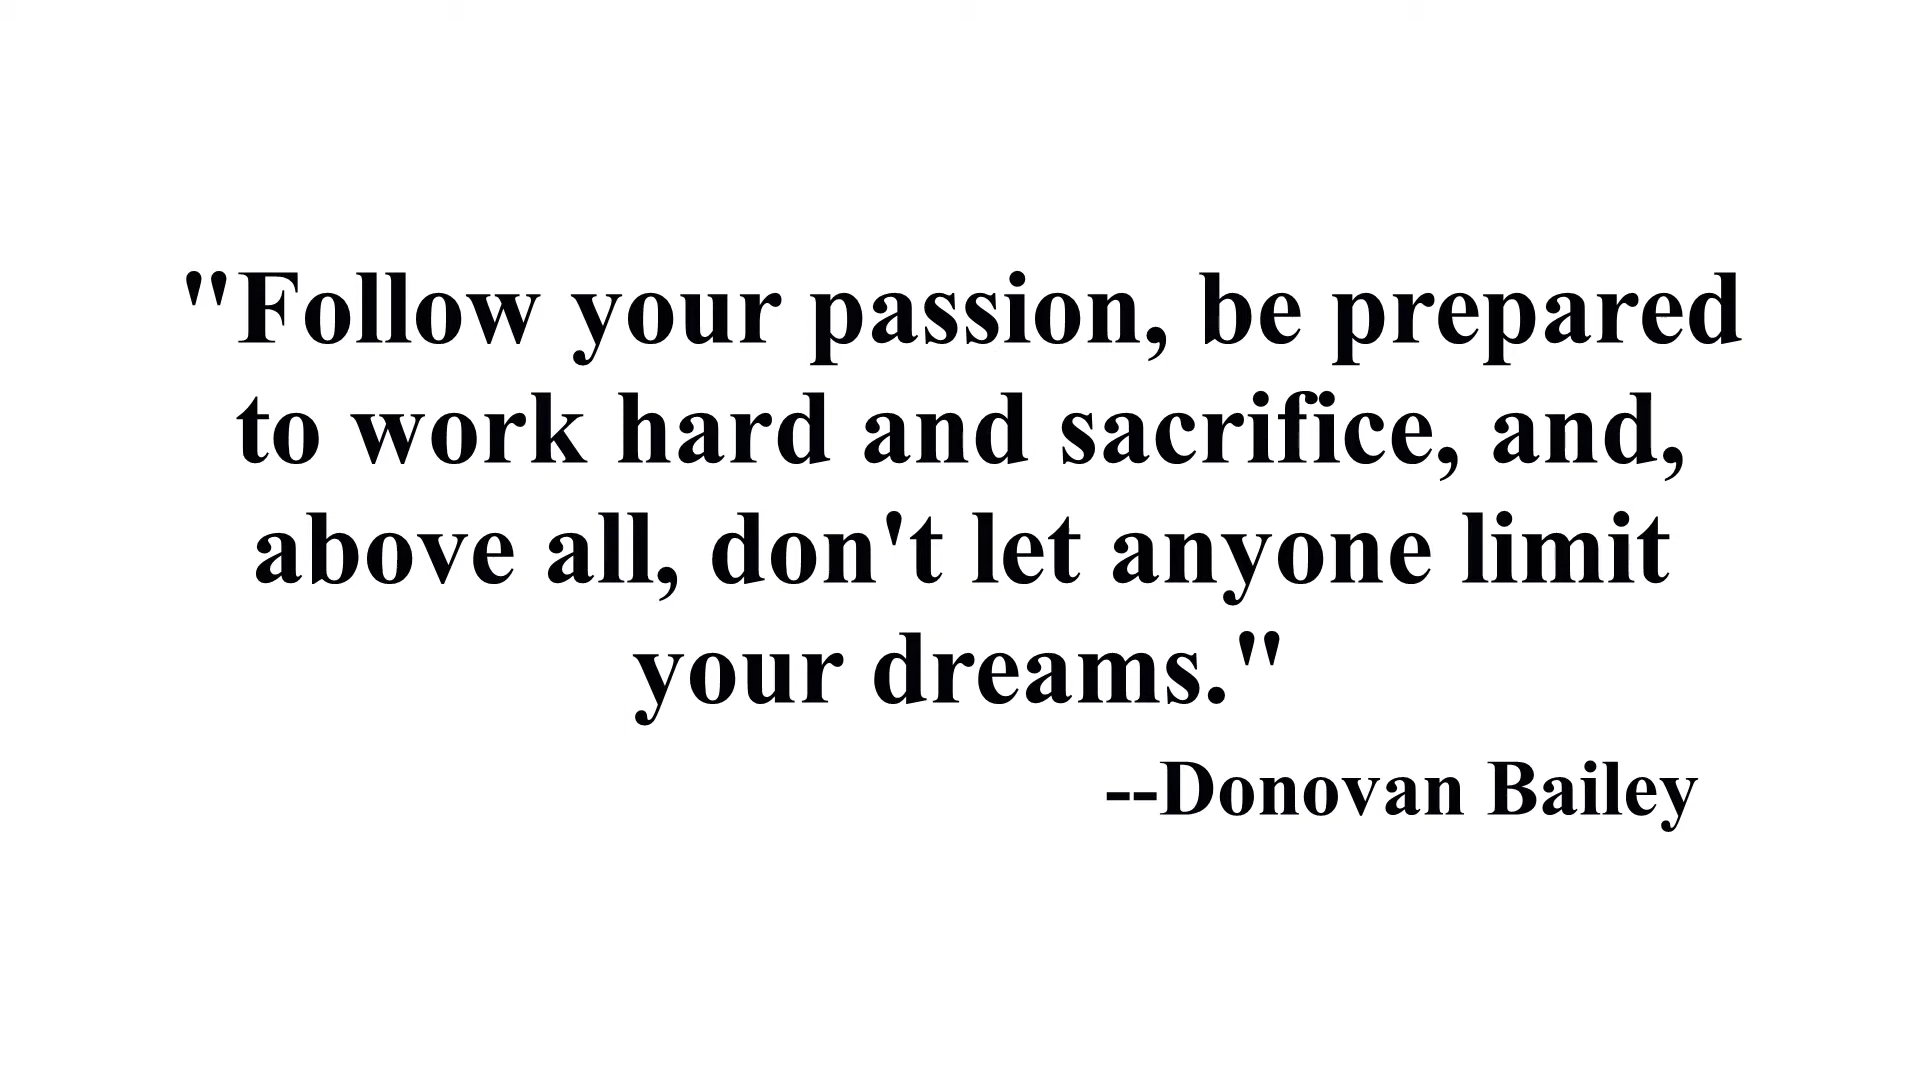 "Follow your passion, be prepared
to work hard and sacrifice, and,
above all, don't let anyone limit
your dreams."
--Donovan Bailey